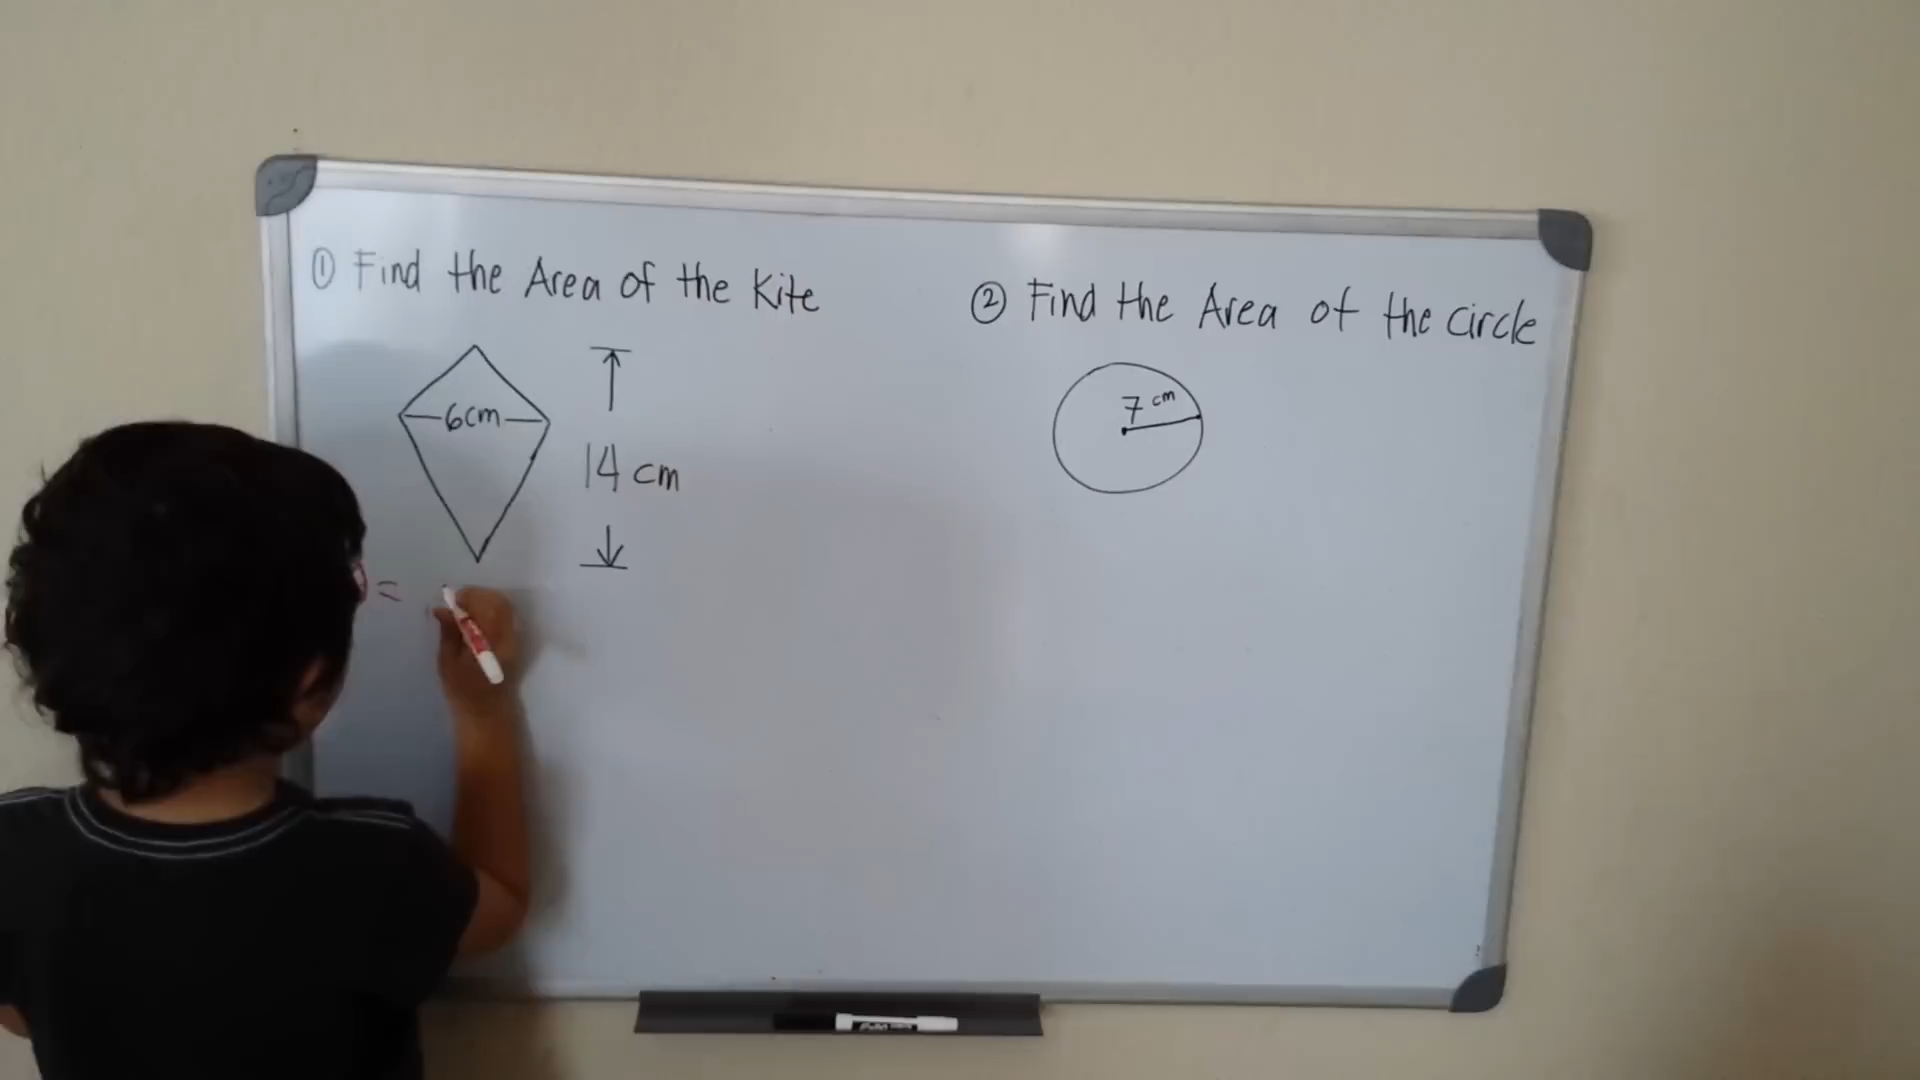 ① Find the Area of the Kite
6cm
14 cm
=
② Find the Area of the circle
7 cm